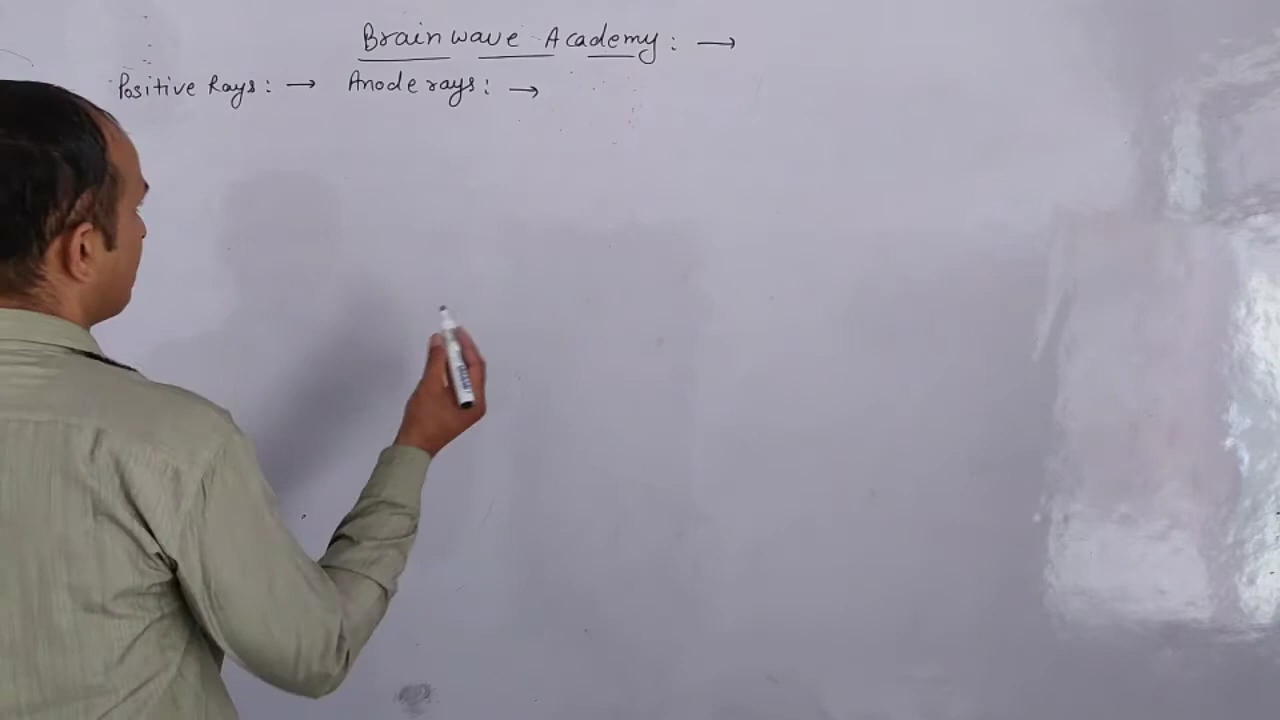 Brainwave Academy: →
Positive Rays: → Anode rays: →